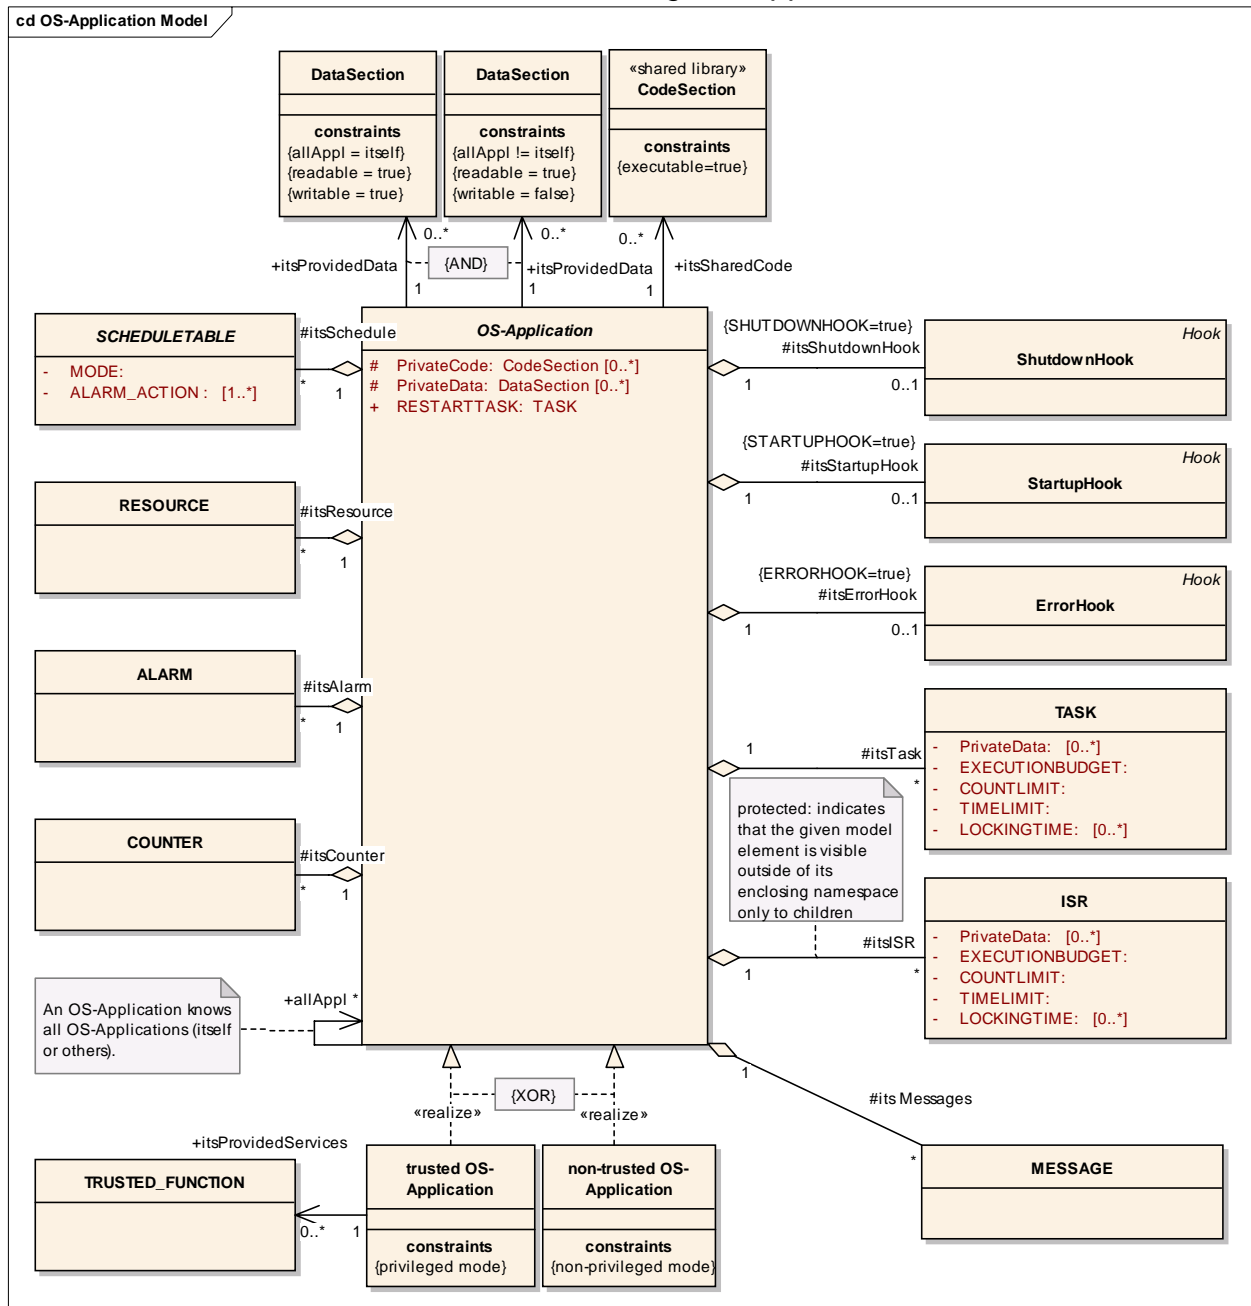 cd OS-Application Model
DataSection
constraints
{allAppl = itself}
{readable = true}
{writable = true}
DataSection
constraints
{allAppl != itself}
{readable = true}
{writable = false}
«shared library»
CodeSection
constraints
{executable=true}
0..*
0..*
0..*
{AND}
+itsProvidedData
+itsProvidedData
+itsSharedCode
1
1
1
SCHEDULETABLE
- MODE:
- ALARM_ACTION : [1..*]
#itsSchedule
*
1
OS-Application
# PrivateCode: CodeSection [0..*]
# PrivateData: DataSection [0..*]
+ RESTARTTASK: TASK
{SHUTDOWNHOOK=true}
#itsShutdownHook
1
0..1
Hook
ShutdownHook
{STARTUPHOOK=true}
#itsStartupHook
1
0..1
Hook
StartupHook
RESOURCE
#itsResource
*
1
{ERRORHOOK=true}
#itsErrorHook
1
0..1
Hook
ErrorHook
ALARM
#itsAlarm
*
1
1
#itsTask
*
TASK
- PrivateData: [0..*]
- EXECUTIONBUDGET:
- COUNTLIMIT:
- TIMELIMIT:
- LOCKINGTIME: [0..*]
protected: indicates
that the given model
element is visible
outside of its
enclosing namespace
only to children
COUNTER
#itsCounter
*
1
#itsISR
1
*
ISR
- PrivateData: [0..*]
- EXECUTIONBUDGET:
- COUNTLIMIT:
- TIMELIMIT:
- LOCKINGTIME: [0..*]
An OS-Application knows
all OS-Applications (itself
or others).
+allAppl *
1
#its Messages
*
MESSAGE
{XOR}
«realize»
«realize»
+itsProvidedServices
TRUSTED_FUNCTION
0..*
1
trusted OS-
Application
constraints
{privileged mode}
non-trusted OS-
Application
constraints
{non-privileged mode}